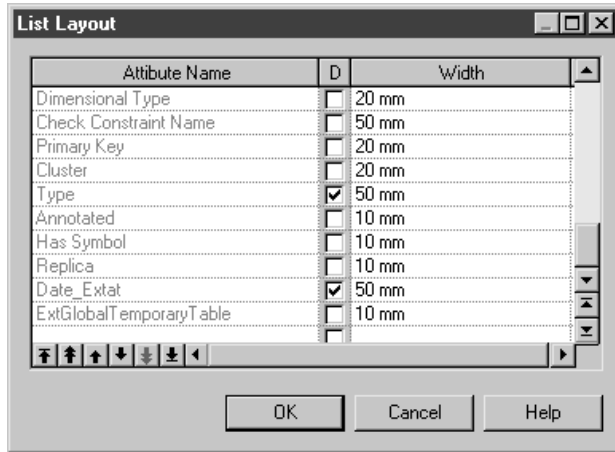 List Layout
Attibute Name D Width
Dimensional Type 20 mm
Check Constraint Name 50 mm
Primary Key 20 mm
Cluster 20 mm
Type 50 mm
Annotated 10 mm
Has Symbol 10 mm
Replica 10 mm
Date_Extat 50 mm
ExtGlobalTemporaryTable 10 mm
OK Cancel Help